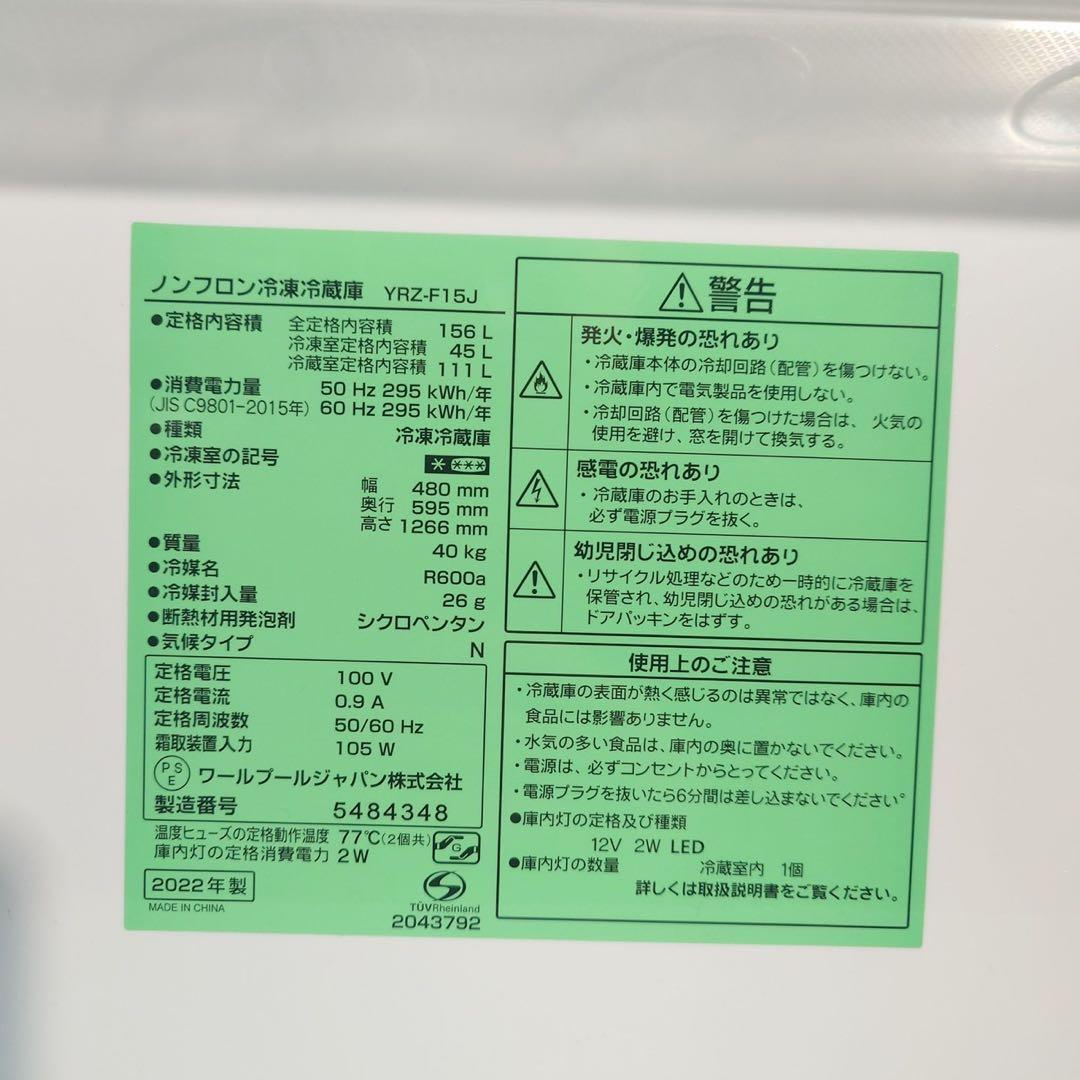 ノンフロン冷凍冷蔵庫 YRZ-F15J
●定格内容積 全定格内容積 156 L
冷凍室定格内容積 45 L
冷蔵室定格内容積 111 L
●消費電力量 50 Hz 295 kWh/年
(JIS C9801-2015年) 60 Hz 295 kWh/年
●種類 冷凍冷蔵庫
●冷凍室の記号
●外形寸法 幅 480 mm
奥行 595 mm
高さ 1266 mm
●質量 40 kg
●冷媒名 R600a
●冷媒封入量 26 g
●断熱材用発泡剤 シクロペンタン
●気候タイプ N
定格電圧 100 V
定格電流 0.9 A
定格周波数 50/60 Hz
霜取装置入力 105 W
PSE ワールプールジャパン株式会社
製造番号 5484348
温度ヒューズの定格動作温度 77℃(2個共)
庫内灯の定格消費電力 2W
G
2022年製
MADE IN CHINA
TÜVRheinland
2043792
警告
発火・爆発の恐れあり
・冷蔵庫本体の冷却回路(配管)を傷つけない。
・冷蔵庫内で電気製品を使用しない。
・冷却回路(配管)を傷つけた場合は、火気の
使用を避け、窓を開けて換気する。
感電の恐れあり
・冷蔵庫のお手入れのときは、
必ず電源プラグを抜く。
幼児閉じ込めの恐れあり
・リサイクル処理などのため一時的に冷蔵庫を
保管され、幼児閉じ込めの恐れがある場合は、
ドアパッキンをはずす。
使用上のご注意
・冷蔵庫の表面が熱く感じるのは異常ではなく、庫内の
食品には影響ありません。
・水気の多い食品は、庫内の奥に置かないでください。
・電源は、必ずコンセントからとってください。
・電源プラグを抜いたら6分間は差し込まないでください。
●庫内灯の定格及び種類
12V 2W LED
●庫内灯の数量 冷蔵室内 1個
詳しくは取扱説明書をご覧ください。